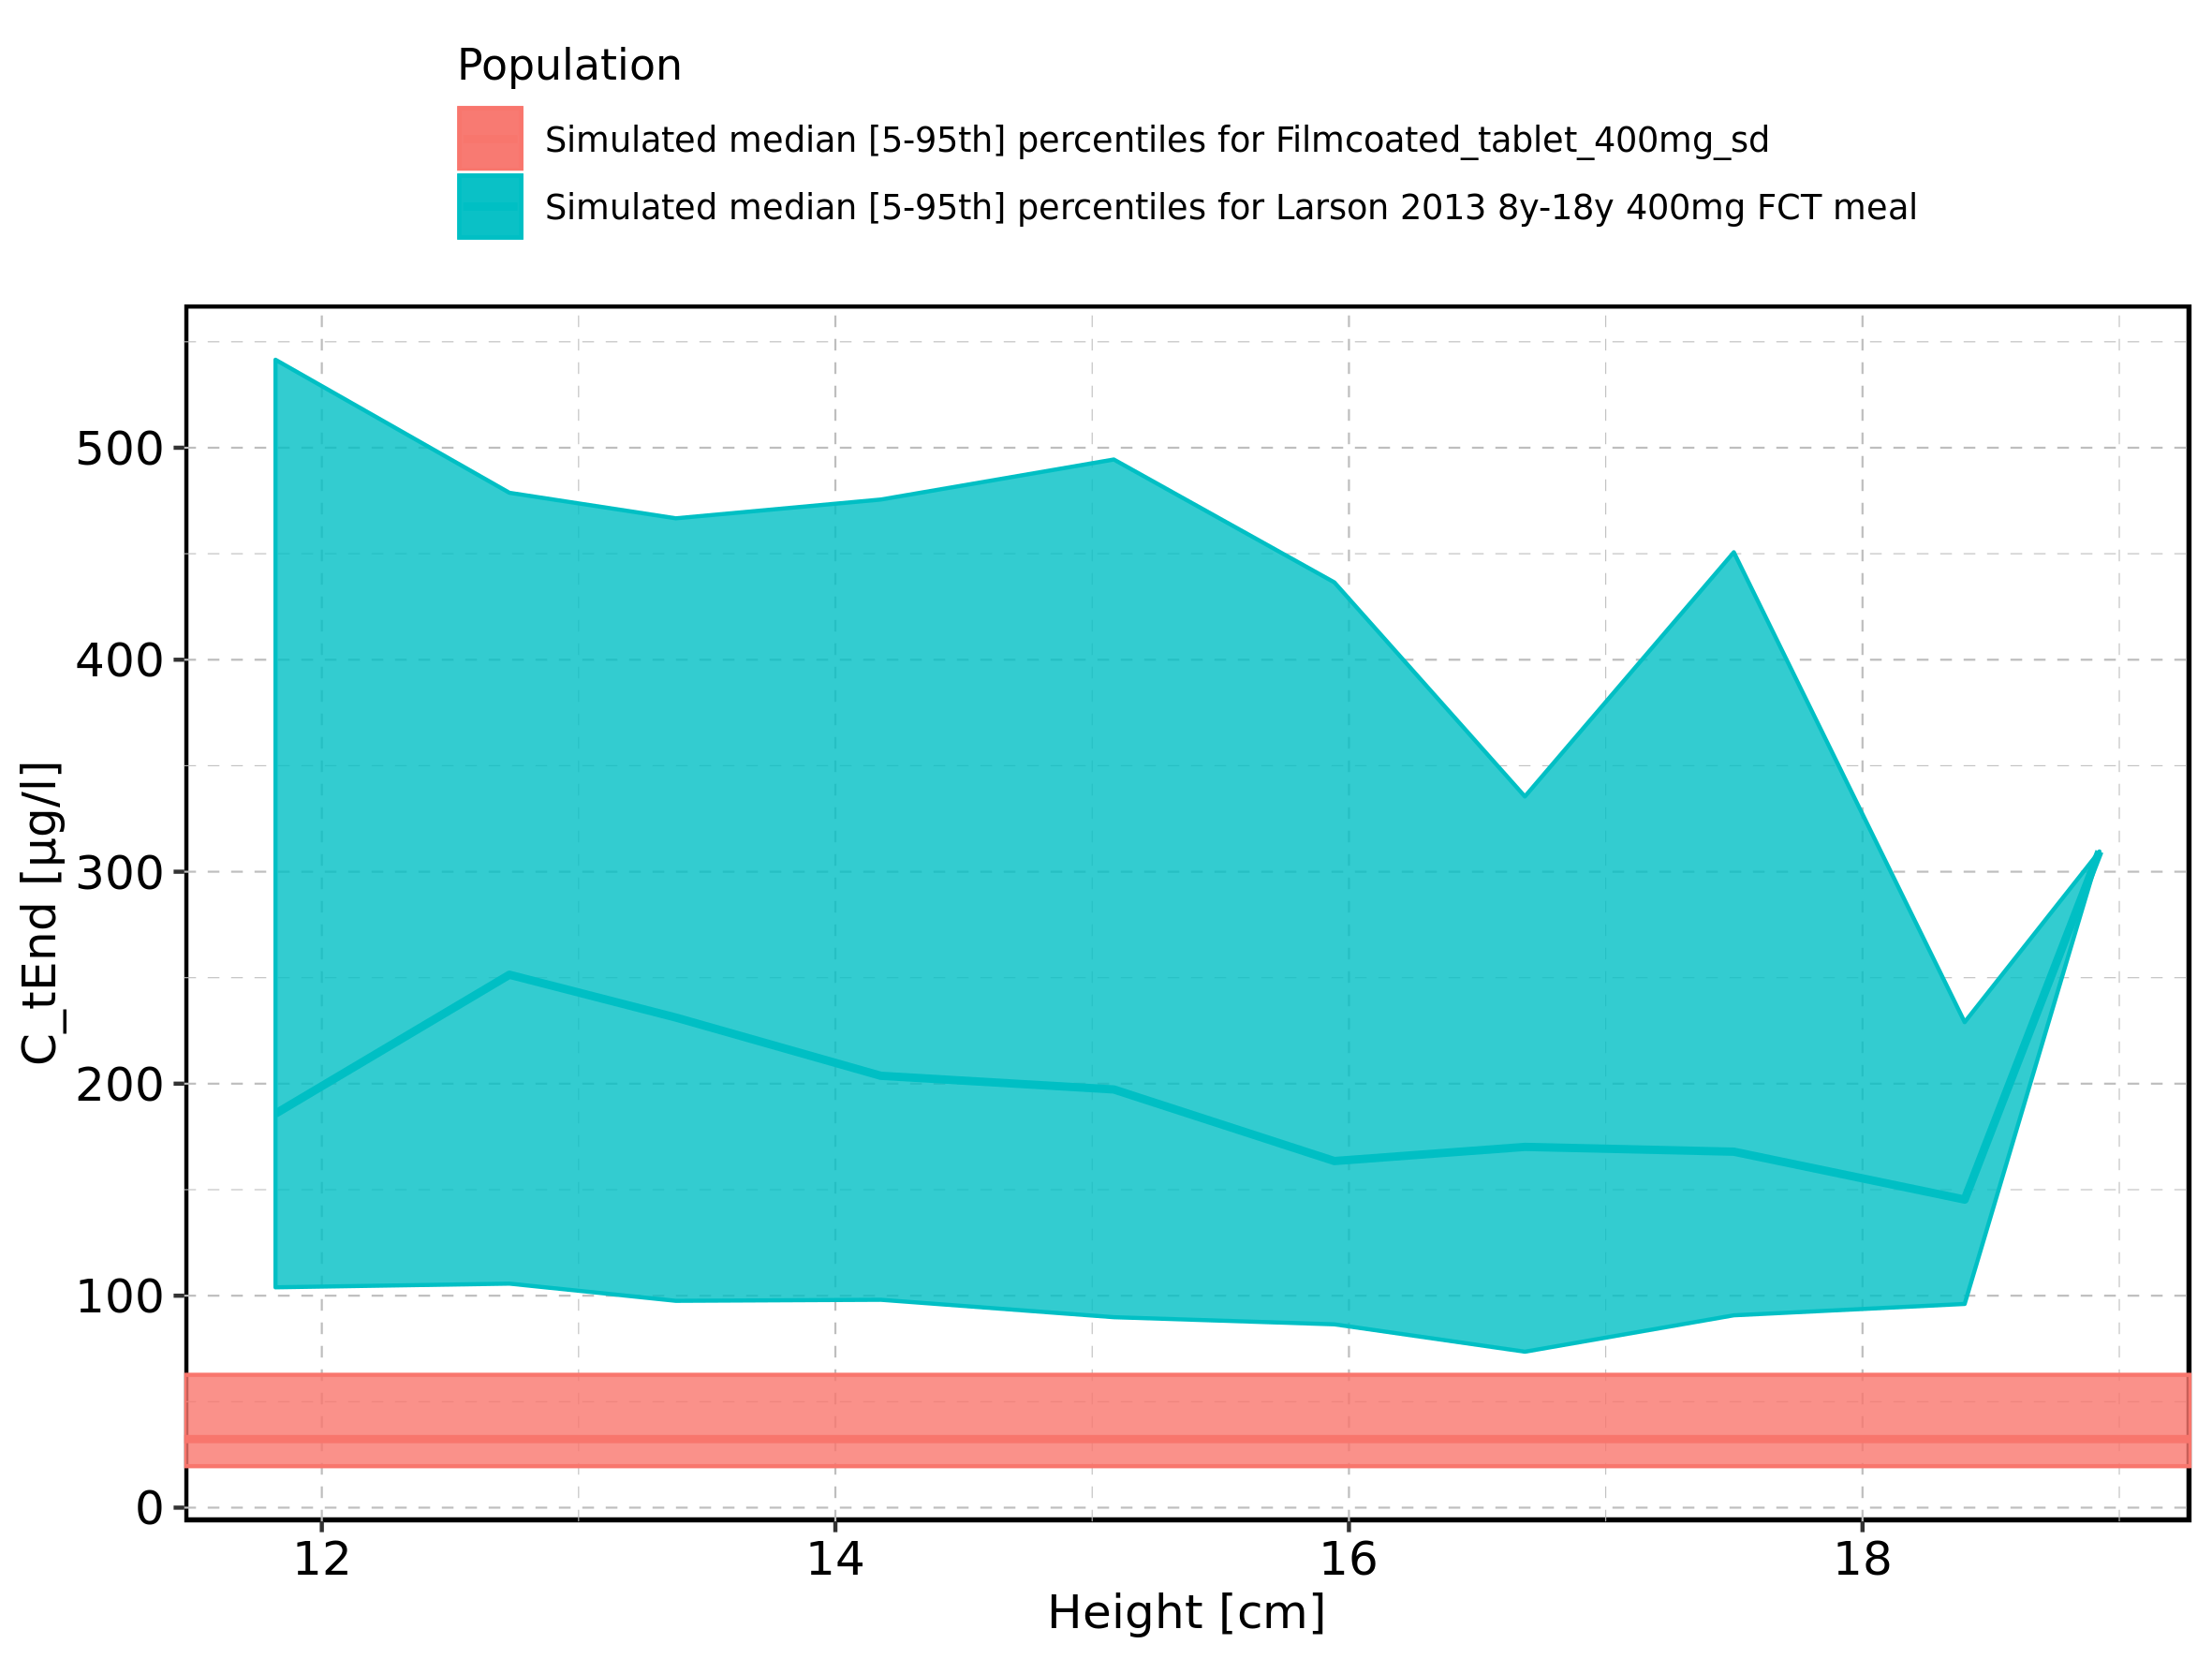 Population
Simulated median [5-95th] percentiles for Filmcoated_tablet_400mg_sd
Simulated median [5-95th] percentiles for Larson 2013 8y-18y 400mg FCT meal
C_tEnd [µg/l]
500
400
300
200
100
0
12 14 16 18
Height [cm]